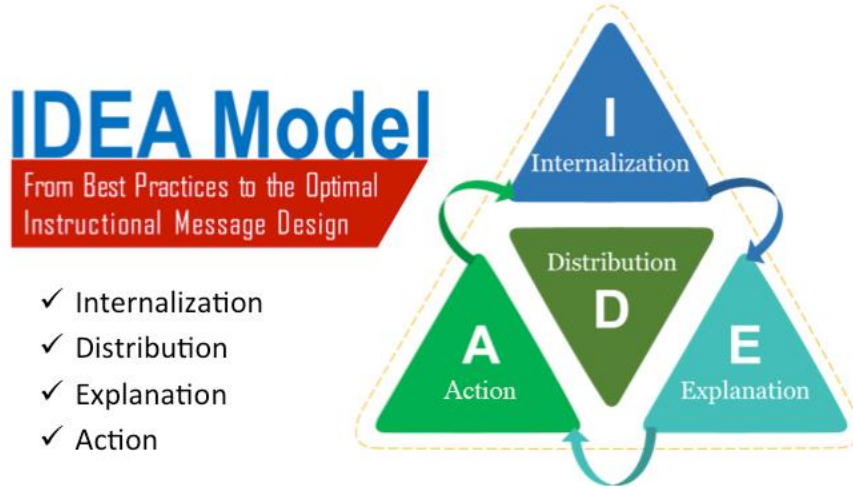 IDEA Model
From Best Practices to the Optimal
Instructional Message Design
✓ Internalization
✓ Distribution
✓ Explanation
✓ Action
I
Internalization
Distribution
D
A
Action
E
Explanation